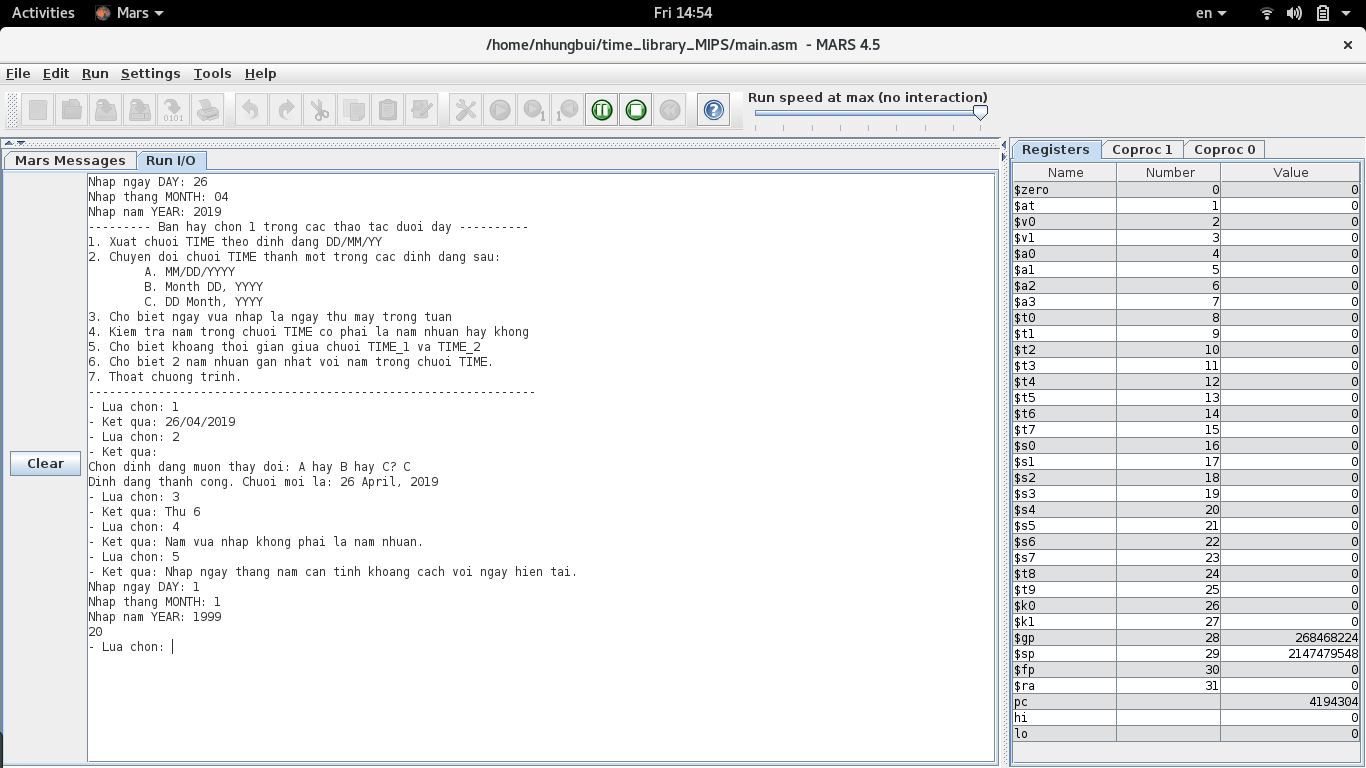 Activities Mars Fri 14:54 en
/home/nhungbui/time_library_MIPS/main.asm - MARS 4.5
File Edit Run Settings Tools Help
Run speed at max (no interaction)
Mars Messages Run I/O
Clear
Nhap ngay DAY: 26
Nhap thang MONTH: 04
Nhap nam YEAR: 2019
--------- Ban hay chon 1 trong cac thao tac duoi day ----------
1. Xuat chuoi TIME theo dinh dang DD/MM/YY
2. Chuyen doi chuoi TIME thanh mot trong cac dinh dang sau:
A. MM/DD/YYYY
B. Month DD, YYYY
C. DD Month, YYYY
3. Cho biet ngay vua nhap la ngay thu may trong tuan
4. Kiem tra nam trong chuoi TIME co phai la nam nhuan hay khong
5. Cho biet khoang thoi gian giua chuoi TIME_1 va TIME_2
6. Cho biet 2 nam nhuan gan nhat voi nam trong chuoi TIME.
7. Thoat chuong trinh.
----------------------------------------------------------------
- Lua chon: 1
- Ket qua: 26/04/2019
- Lua chon: 2
- Ket qua:
Chon dinh dang muon thay doi: A hay B hay C? C
Dinh dang thanh cong. Chuoi moi la: 26 April, 2019
- Lua chon: 3
- Ket qua: Thu 6
- Lua chon: 4
- Ket qua: Nam vua nhap khong phai la nam nhuan.
- Lua chon: 5
- Ket qua: Nhap ngay thang nam can tinh khoang cach voi ngay hien tai.
Nhap ngay DAY: 1
Nhap thang MONTH: 1
Nhap nam YEAR: 1999
20
- Lua chon:
Registers Coproc 1 Coproc 0
Name Number Value
$zero 0 0
$at 1 0
$v0 2 0
$v1 3 0
$a0 4 0
$a1 5 0
$a2 6 0
$a3 7 0
$t0 8 0
$t1 9 0
$t2 10 0
$t3 11 0
$t4 12 0
$t5 13 0
$t6 14 0
$t7 15 0
$s0 16 0
$s1 17 0
$s2 18 0
$s3 19 0
$s4 20 0
$s5 21 0
$s6 22 0
$s7 23 0
$t8 24 0
$t9 25 0
$k0 26 0
$k1 27 0
$gp 28 268468224
$sp 29 2147479548
$fp 30 0
$ra 31 0
pc 4194304
hi 0
lo 0